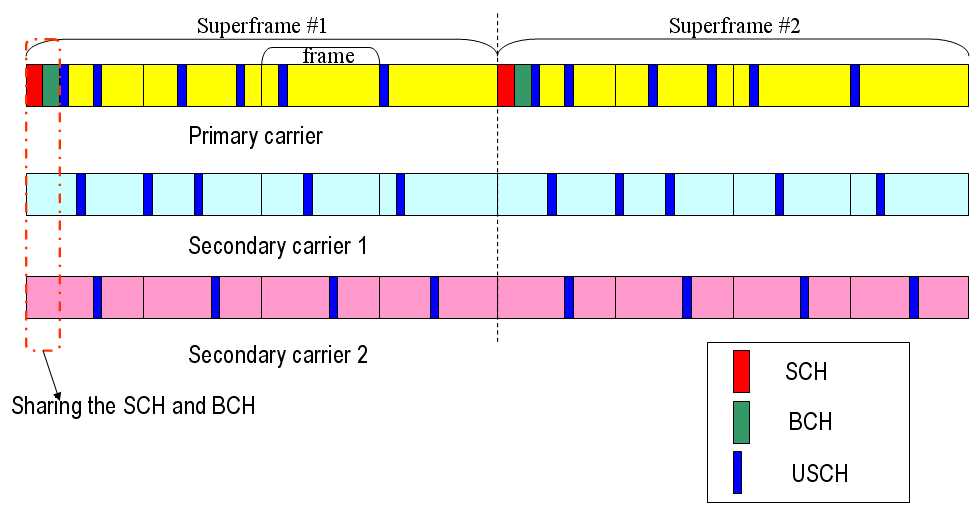 Superframe #1
Superframe #2
frame
Primary carrier
Secondary carrier 1
Secondary carrier 2
Sharing the SCH and BCH
SCH
BCH
USCH